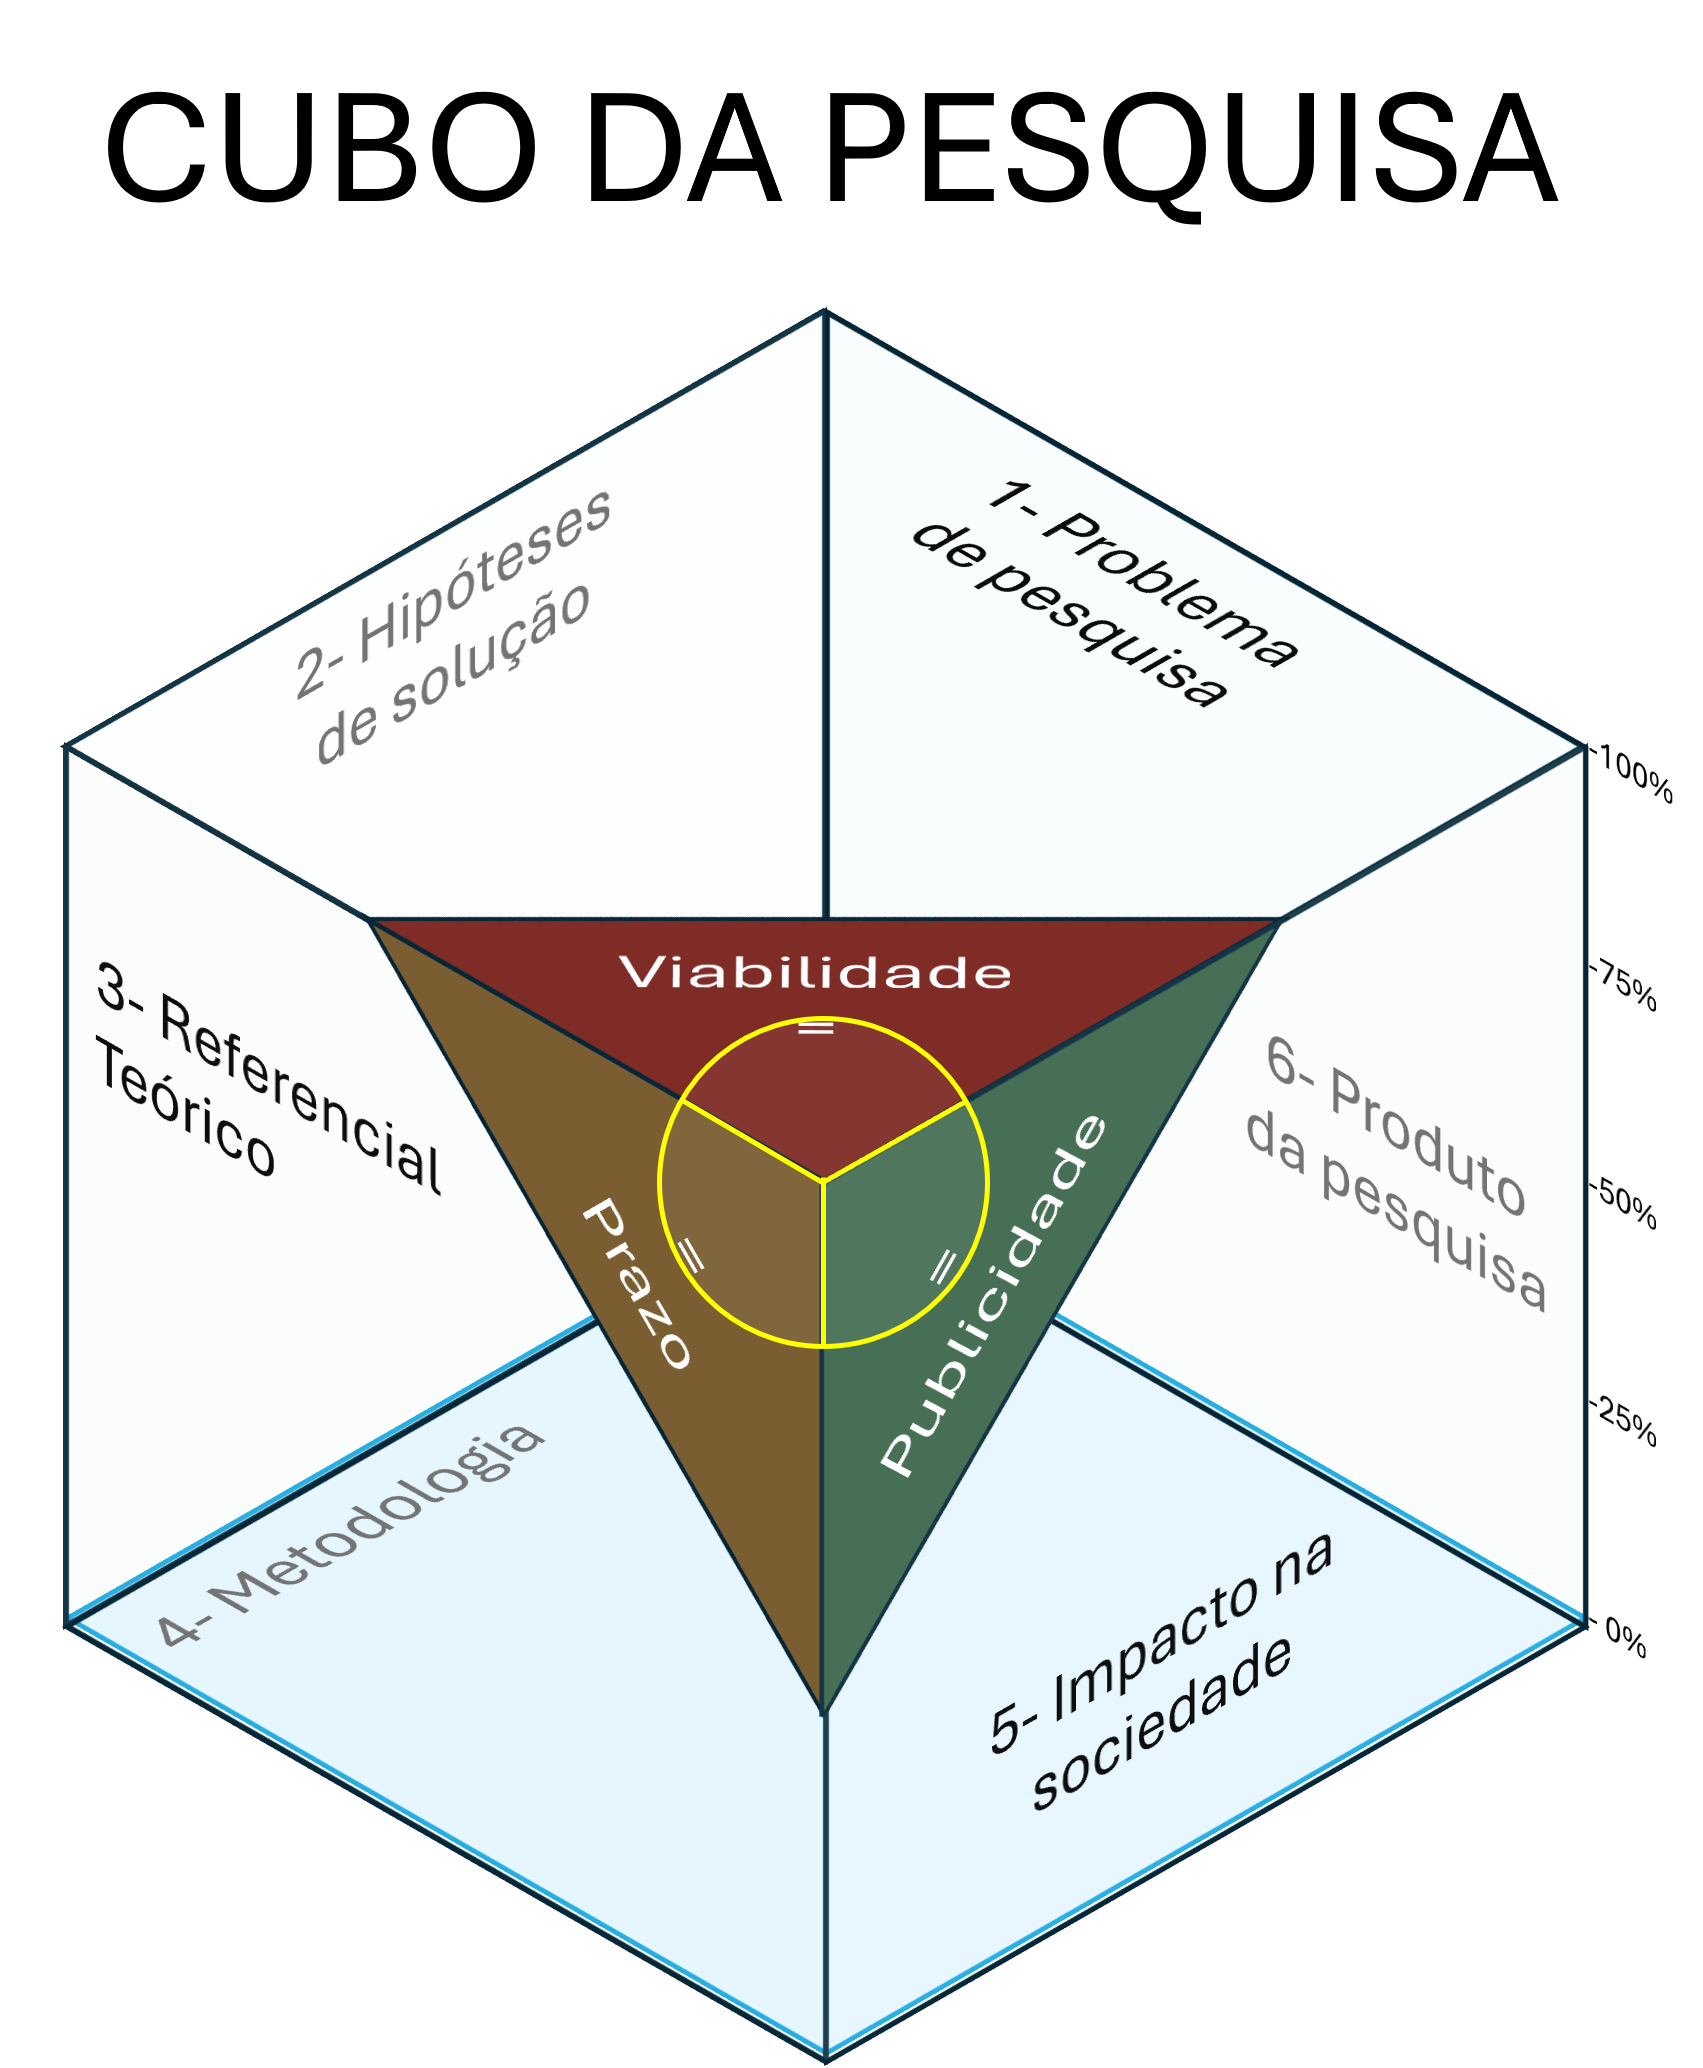 CUBO DA PESQUISA
2- Hipóteses
de solução
1- Problema
de pesquisa
-100%
-75%
-50%
-25%
- 0%
Viabilidade
=
3- Referencial
Teórico
6- Produto
da pesquisa
Prazo
=
Publicidade
=
4- Metodologia
5- Impacto na
sociedade